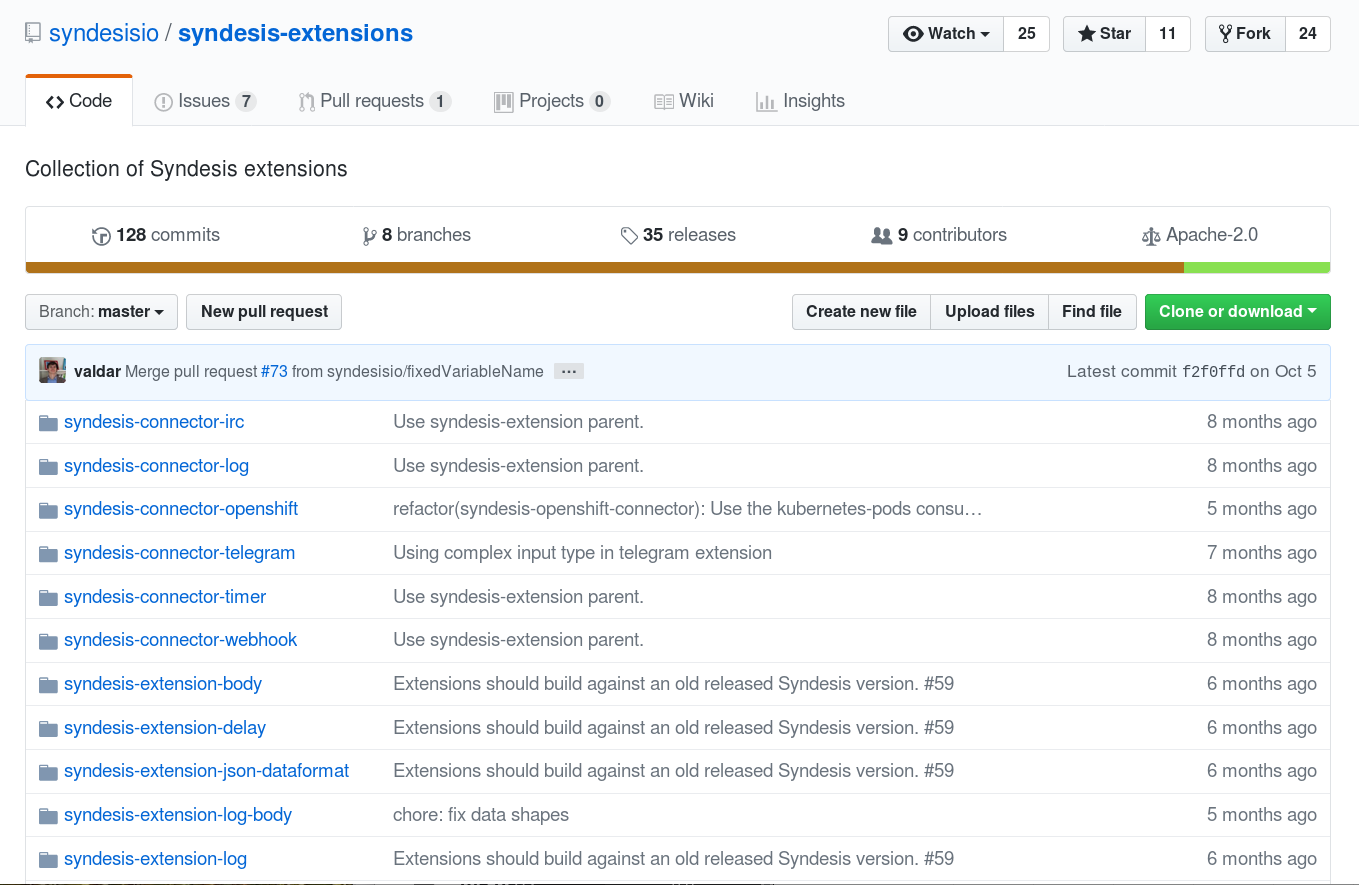 syndesisio / syndesis-extensions Watch 25 Star 11 Fork 24
Code Issues 7 Pull requests 1 Projects 0 Wiki Insights
Collection of Syndesis extensions
128 commits 8 branches 35 releases 9 contributors Apache-2.0
Branch: master New pull request Create new file Upload files Find file Clone or download
valdar Merge pull request #73 from syndesisio/fixedVariableName … Latest commit f2f0ffd on Oct 5
syndesis-connector-irc Use syndesis-extension parent. 8 months ago
syndesis-connector-log Use syndesis-extension parent. 8 months ago
syndesis-connector-openshift refactor(syndesis-openshift-connector): Use the kubernetes-pods consu… 5 months ago
syndesis-connector-telegram Using complex input type in telegram extension 7 months ago
syndesis-connector-timer Use syndesis-extension parent. 8 months ago
syndesis-connector-webhook Use syndesis-extension parent. 8 months ago
syndesis-extension-body Extensions should build against an old released Syndesis version. #59 6 months ago
syndesis-extension-delay Extensions should build against an old released Syndesis version. #59 6 months ago
syndesis-extension-json-dataformat Extensions should build against an old released Syndesis version. #59 6 months ago
syndesis-extension-log-body chore: fix data shapes 5 months ago
syndesis-extension-log Extensions should build against an old released Syndesis version. #59 6 months ago